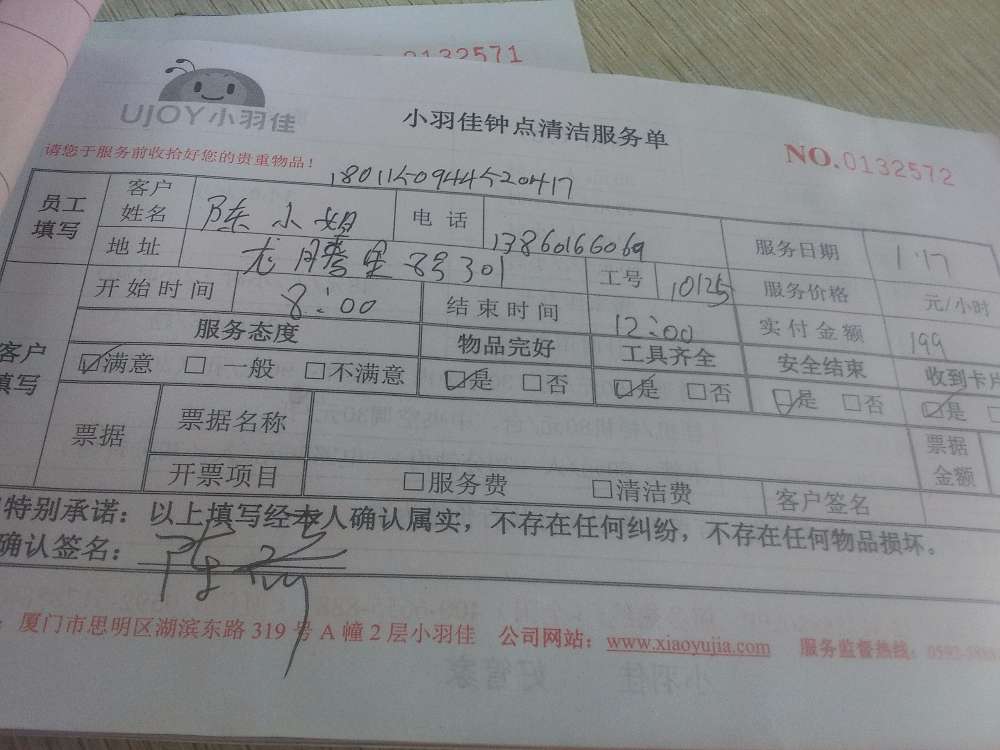 0132571
UJOY小羽佳
小羽佳钟点清洁服务单
NO.0132572
请您于服务前收拾好您的贵重物品!
员工填写 客户姓名 陈小姐 电话 13860166069 服务日期 1.17
地址 龙腾里8号301 工号 10125 服务价格 元/小时
开始时间 8:00 结束时间 12:00 实付金额 199
客户填写 服务态度 物品完好 工具齐全 安全结束 收到卡片
满意 一般 不满意 是 否 是 否 是 否 是
票据 票据名称 票据金额
开票项目 服务费 清洁费 客户签名
特别承诺:以上填写经本人确认属实,不存在任何纠纷,不存在任何物品损坏。
确认签名:
厦门市思明区湖滨东路 319 号 A 幢 2 层小羽佳 公司网站:www.xiaoyujia.com 服务监督热线: